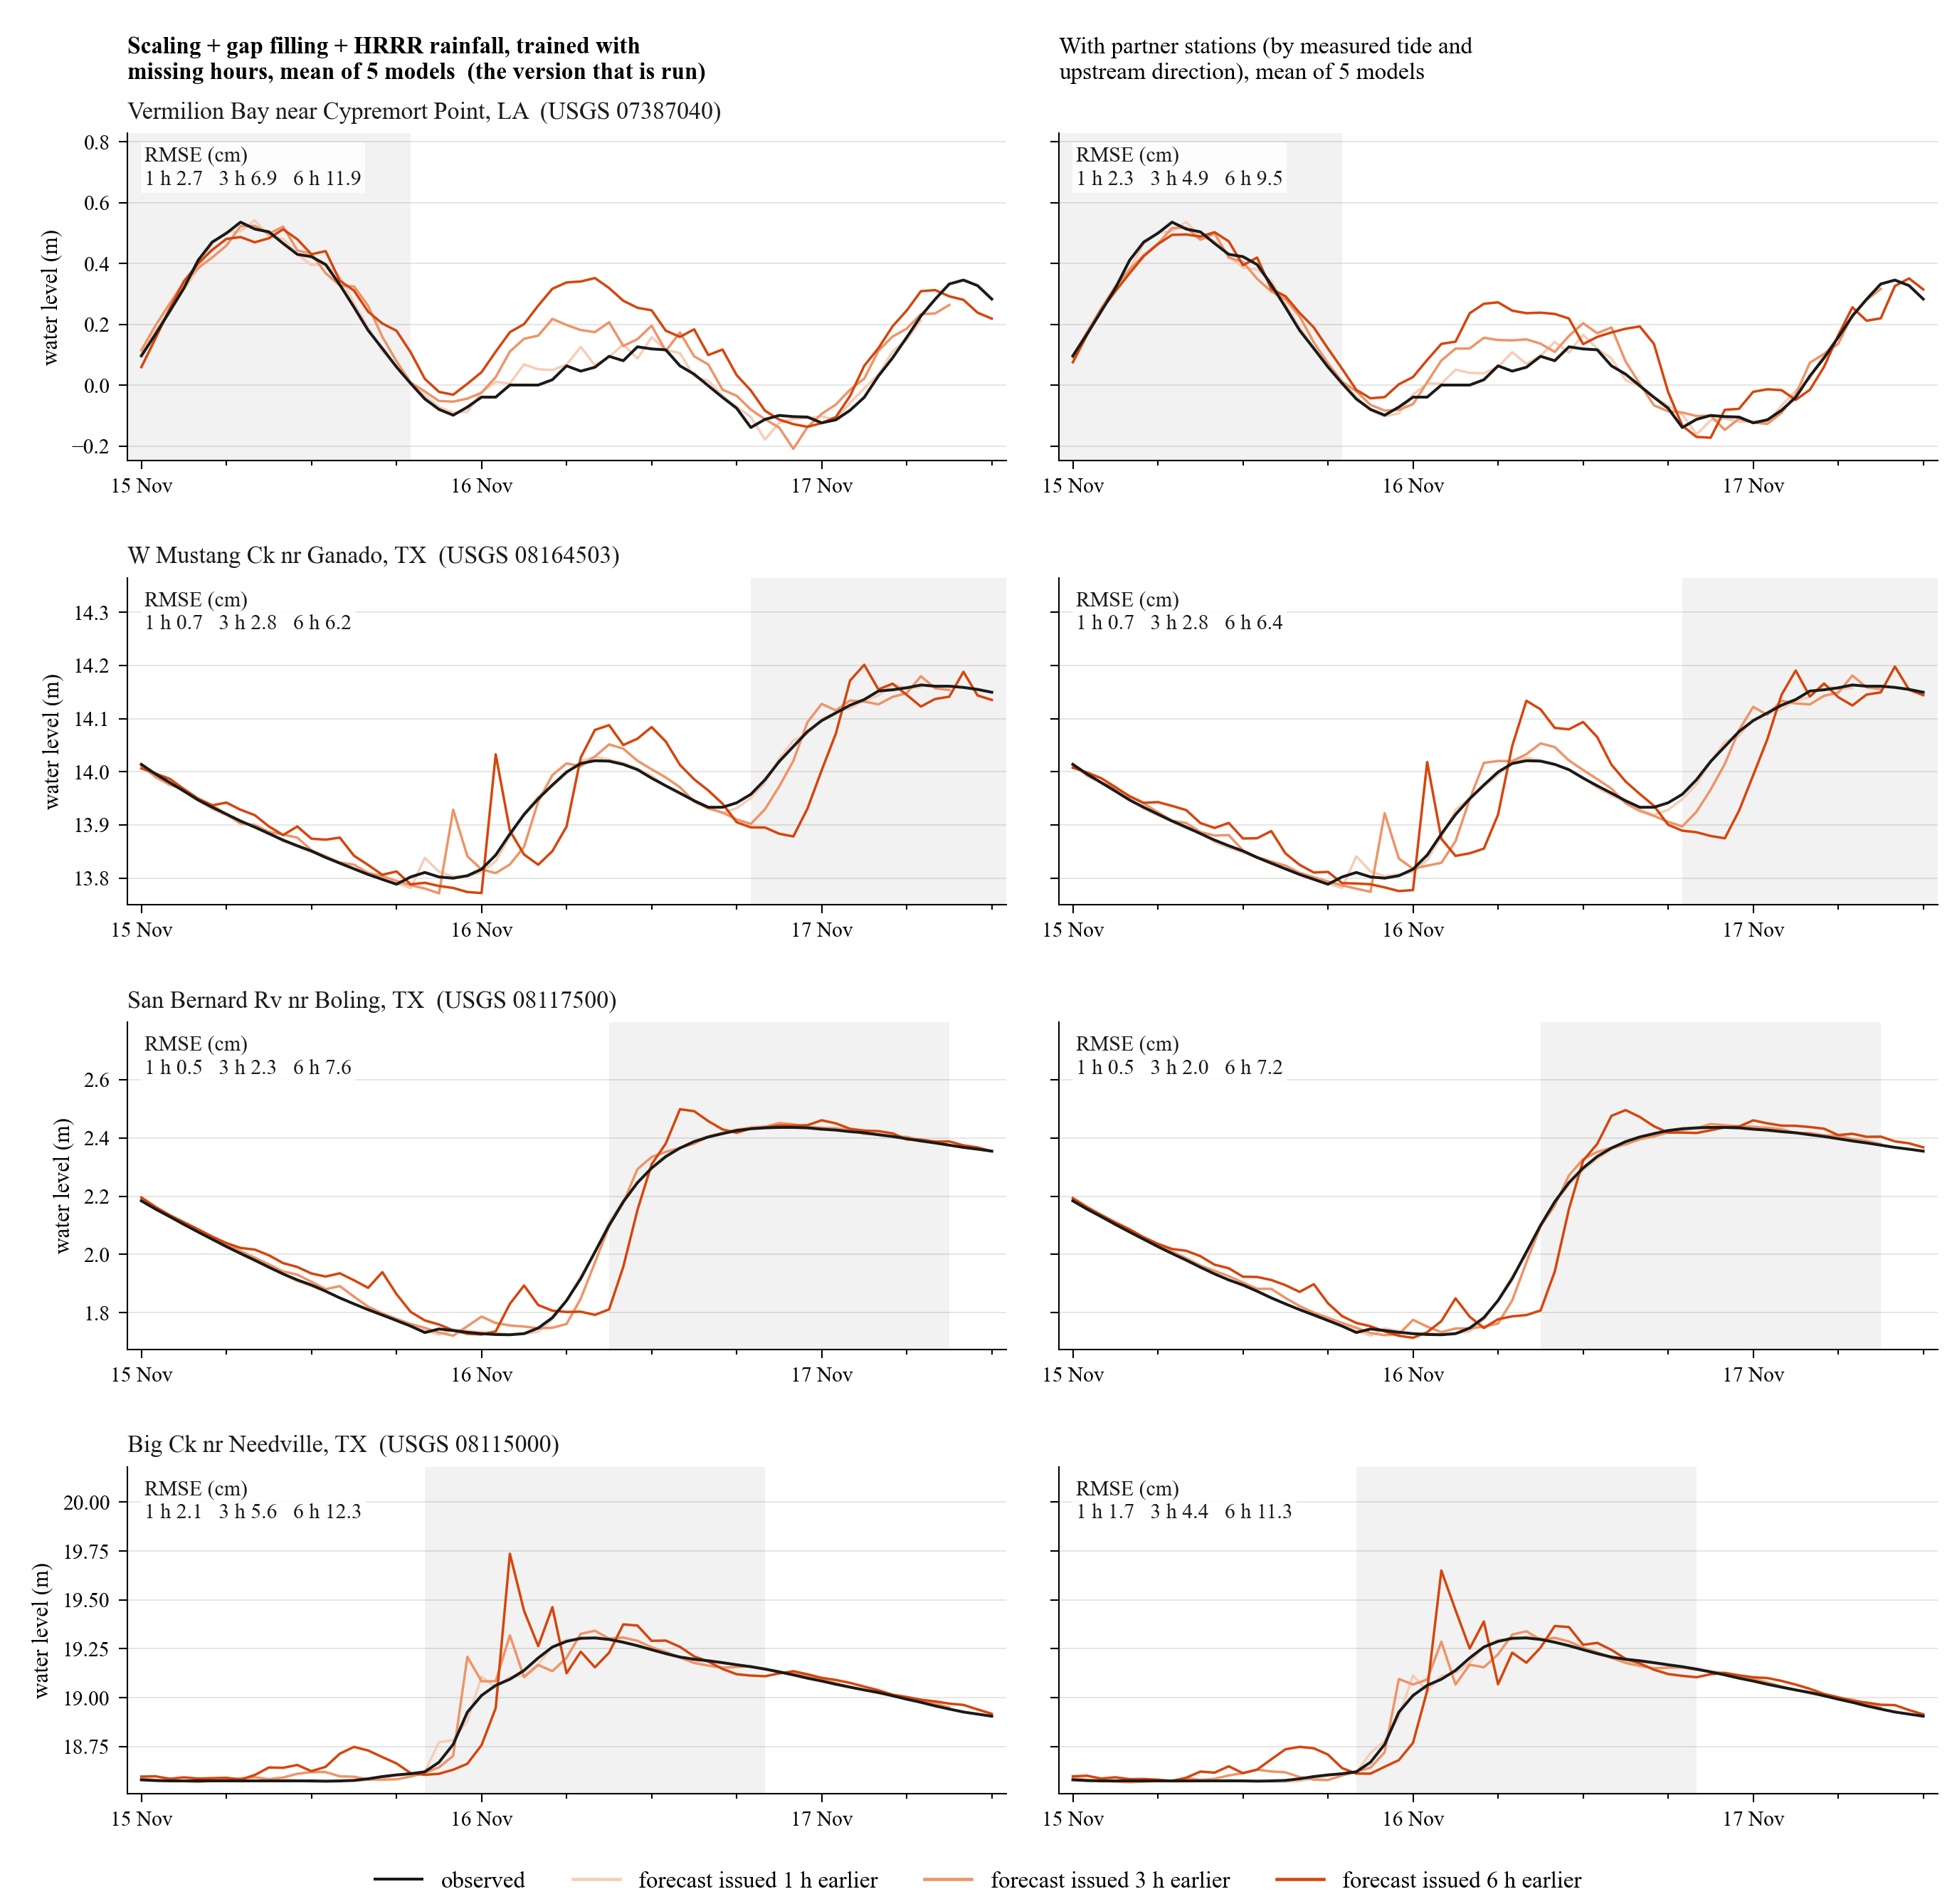 Scaling + gap filling + HRRR rainfall, trained with
missing hours, mean of 5 models (the version that is run)
With partner stations (by measured tide and
upstream direction), mean of 5 models
Vermilion Bay near Cypremort Point, LA (USGS 07387040)
water level (m)
0.8
0.6
0.4
0.2
0.0
−0.2
RMSE (cm)
1 h 2.7 3 h 6.9 6 h 11.9
15 Nov
16 Nov
17 Nov
RMSE (cm)
1 h 2.3 3 h 4.9 6 h 9.5
15 Nov
16 Nov
17 Nov
W Mustang Ck nr Ganado, TX (USGS 08164503)
water level (m)
14.3
14.2
14.1
14.0
13.9
13.8
RMSE (cm)
1 h 0.7 3 h 2.8 6 h 6.2
15 Nov
16 Nov
17 Nov
RMSE (cm)
1 h 0.7 3 h 2.8 6 h 6.4
15 Nov
16 Nov
17 Nov
San Bernard Rv nr Boling, TX (USGS 08117500)
water level (m)
2.6
2.4
2.2
2.0
1.8
RMSE (cm)
1 h 0.5 3 h 2.3 6 h 7.6
15 Nov
16 Nov
17 Nov
RMSE (cm)
1 h 0.5 3 h 2.0 6 h 7.2
15 Nov
16 Nov
17 Nov
Big Ck nr Needville, TX (USGS 08115000)
water level (m)
20.00
19.75
19.50
19.25
19.00
18.75
RMSE (cm)
1 h 2.1 3 h 5.6 6 h 12.3
15 Nov
16 Nov
17 Nov
RMSE (cm)
1 h 1.7 3 h 4.4 6 h 11.3
15 Nov
16 Nov
17 Nov
observed
forecast issued 1 h earlier
forecast issued 3 h earlier
forecast issued 6 h earlier